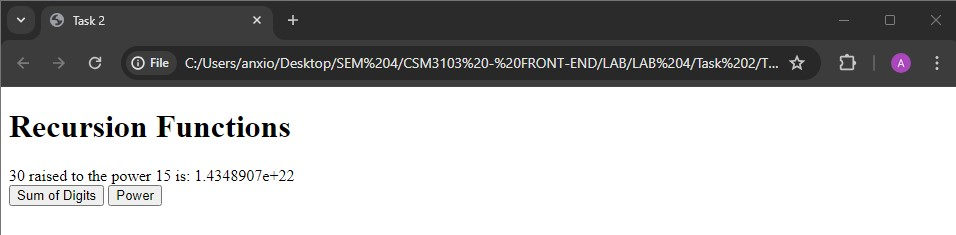 Task 2
File C:/Users/anxio/Desktop/SEM%204/CSM3103%20-%20FRONT-END/LAB/LAB%204/Task%202/T... A
Recursion Functions
30 raised to the power 15 is: 1.4348907e+22
Sum of Digits Power